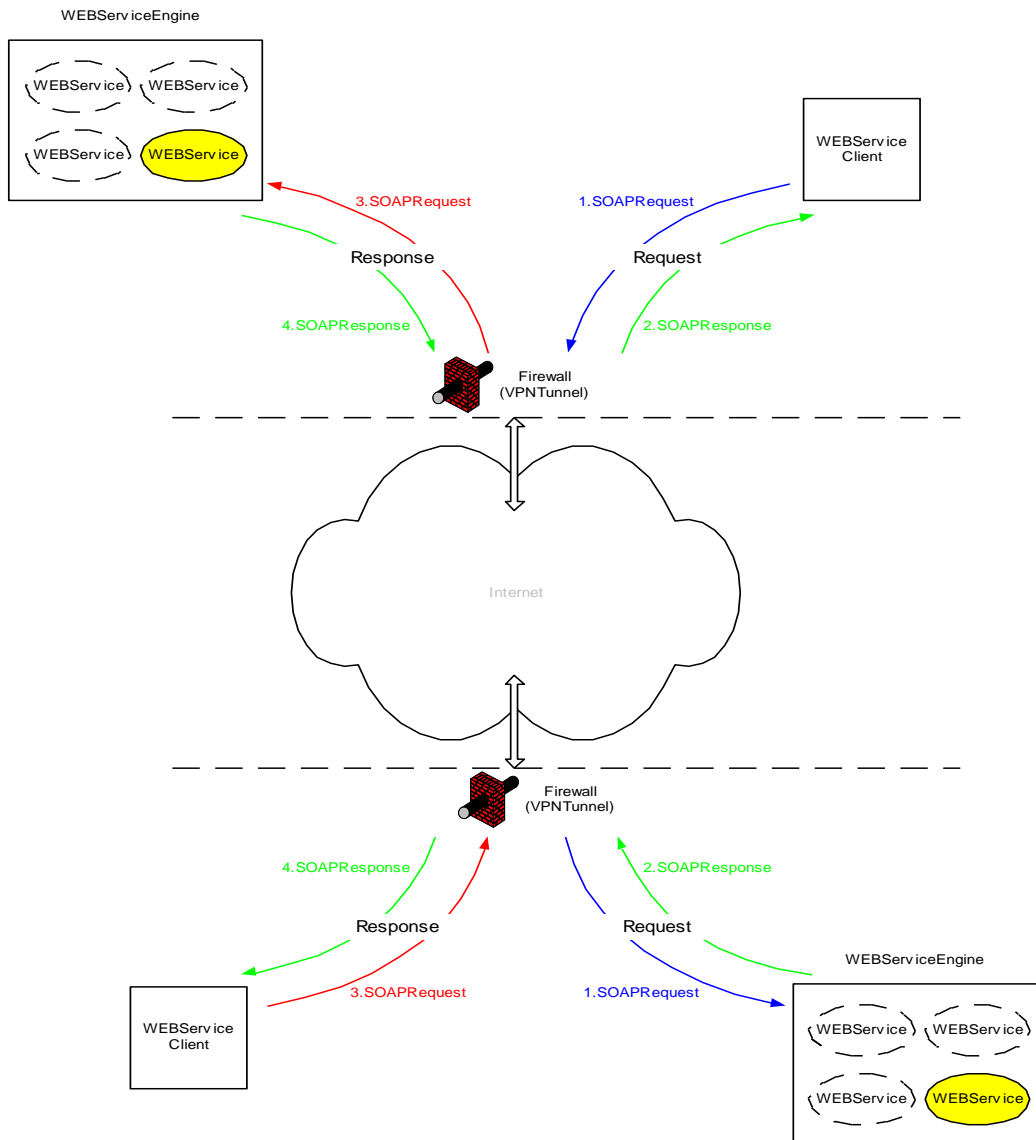 WEBServiceEngine
WEBService
WEBService
WEBService
WEBService
WEBService
Client
3.SOAPRequest
1.SOAPRequest
Response
Request
4.SOAPResponse
2.SOAPResponse
Firewall
(VPNTunnel)
Internet
Firewall
(VPNTunnel)
4.SOAPResponse
2.SOAPResponse
Response
Request
3.SOAPRequest
1.SOAPRequest
WEBServiceEngine
WEBService
Client
WEBService
WEBService
WEBService
WEBService